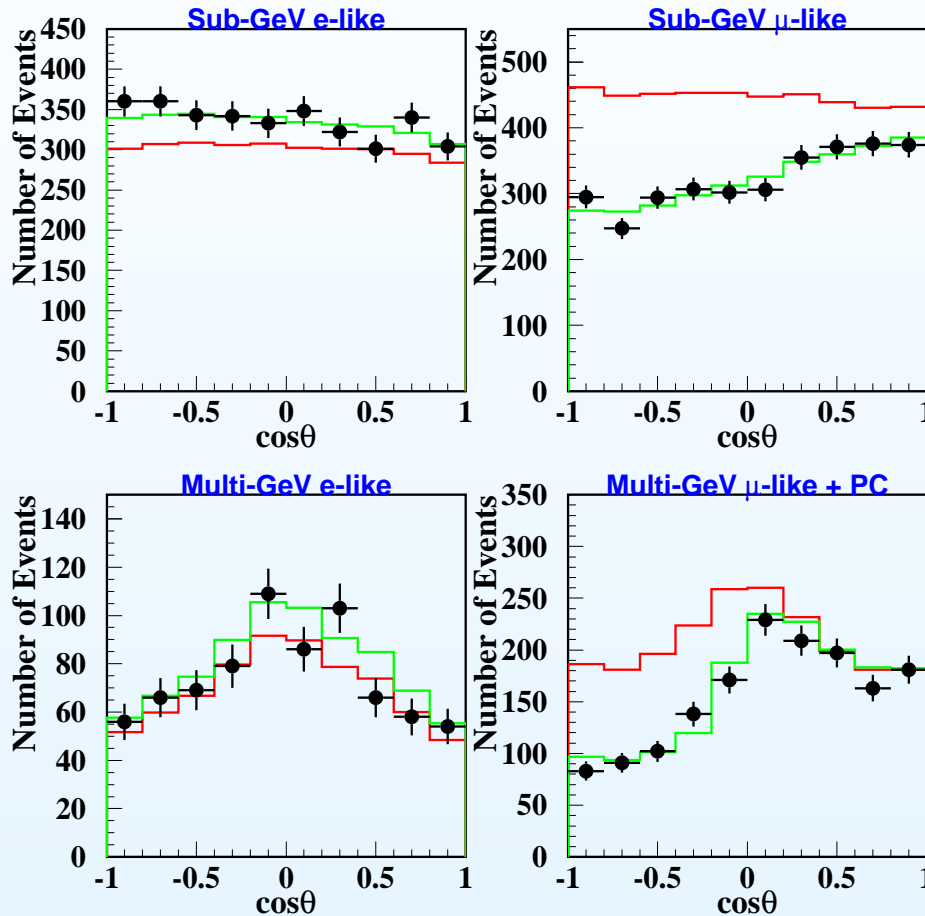 Sub-GeV e-like
Number of Events
450
400
350
300
250
200
150
100
50
0
-1 -0.5 0 0.5 1
cosθ
Sub-GeV μ-like
Number of Events
500
400
300
200
100
0
-1 -0.5 0 0.5 1
cosθ
Multi-GeV e-like
Number of Events
140
120
100
80
60
40
20
0
-1 -0.5 0 0.5 1
cosθ
Multi-GeV μ-like + PC
Number of Events
350
300
250
200
150
100
50
0
-1 -0.5 0 0.5 1
cosθ